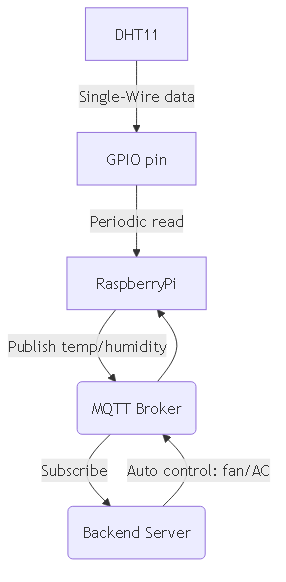 DHT11
Single-Wire data
GPIO pin
Periodic read
RaspberryPi
Publish temp/humidity
MQTT Broker
Subscribe
Auto control: fan/AC
Backend Server